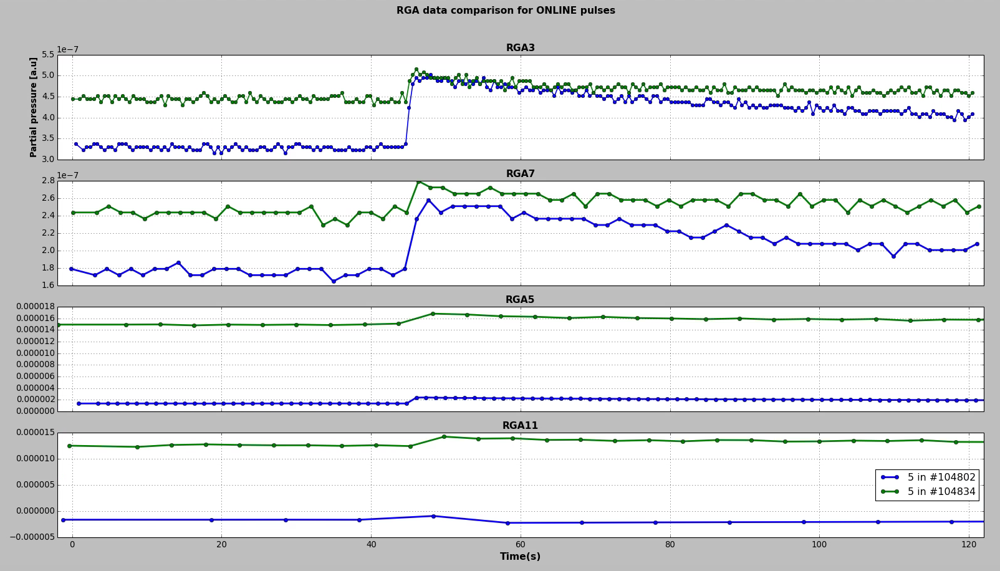 RGA data comparison for ONLINE pulses
RGA3
1e−7
Partial pressure [a.u]
5.5
5.0
4.5
4.0
3.5
3.0
RGA7
1e−7
2.8
2.6
2.4
2.2
2.0
1.8
1.6
RGA5
0.000018
0.000016
0.000014
0.000012
0.000010
0.000008
0.000006
0.000004
0.000002
0.000000
RGA11
0.000015
0.000010
0.000005
0.000000
−0.000005
5 in #104802
5 in #104834
0 20 40 60 80 100 120
Time(s)